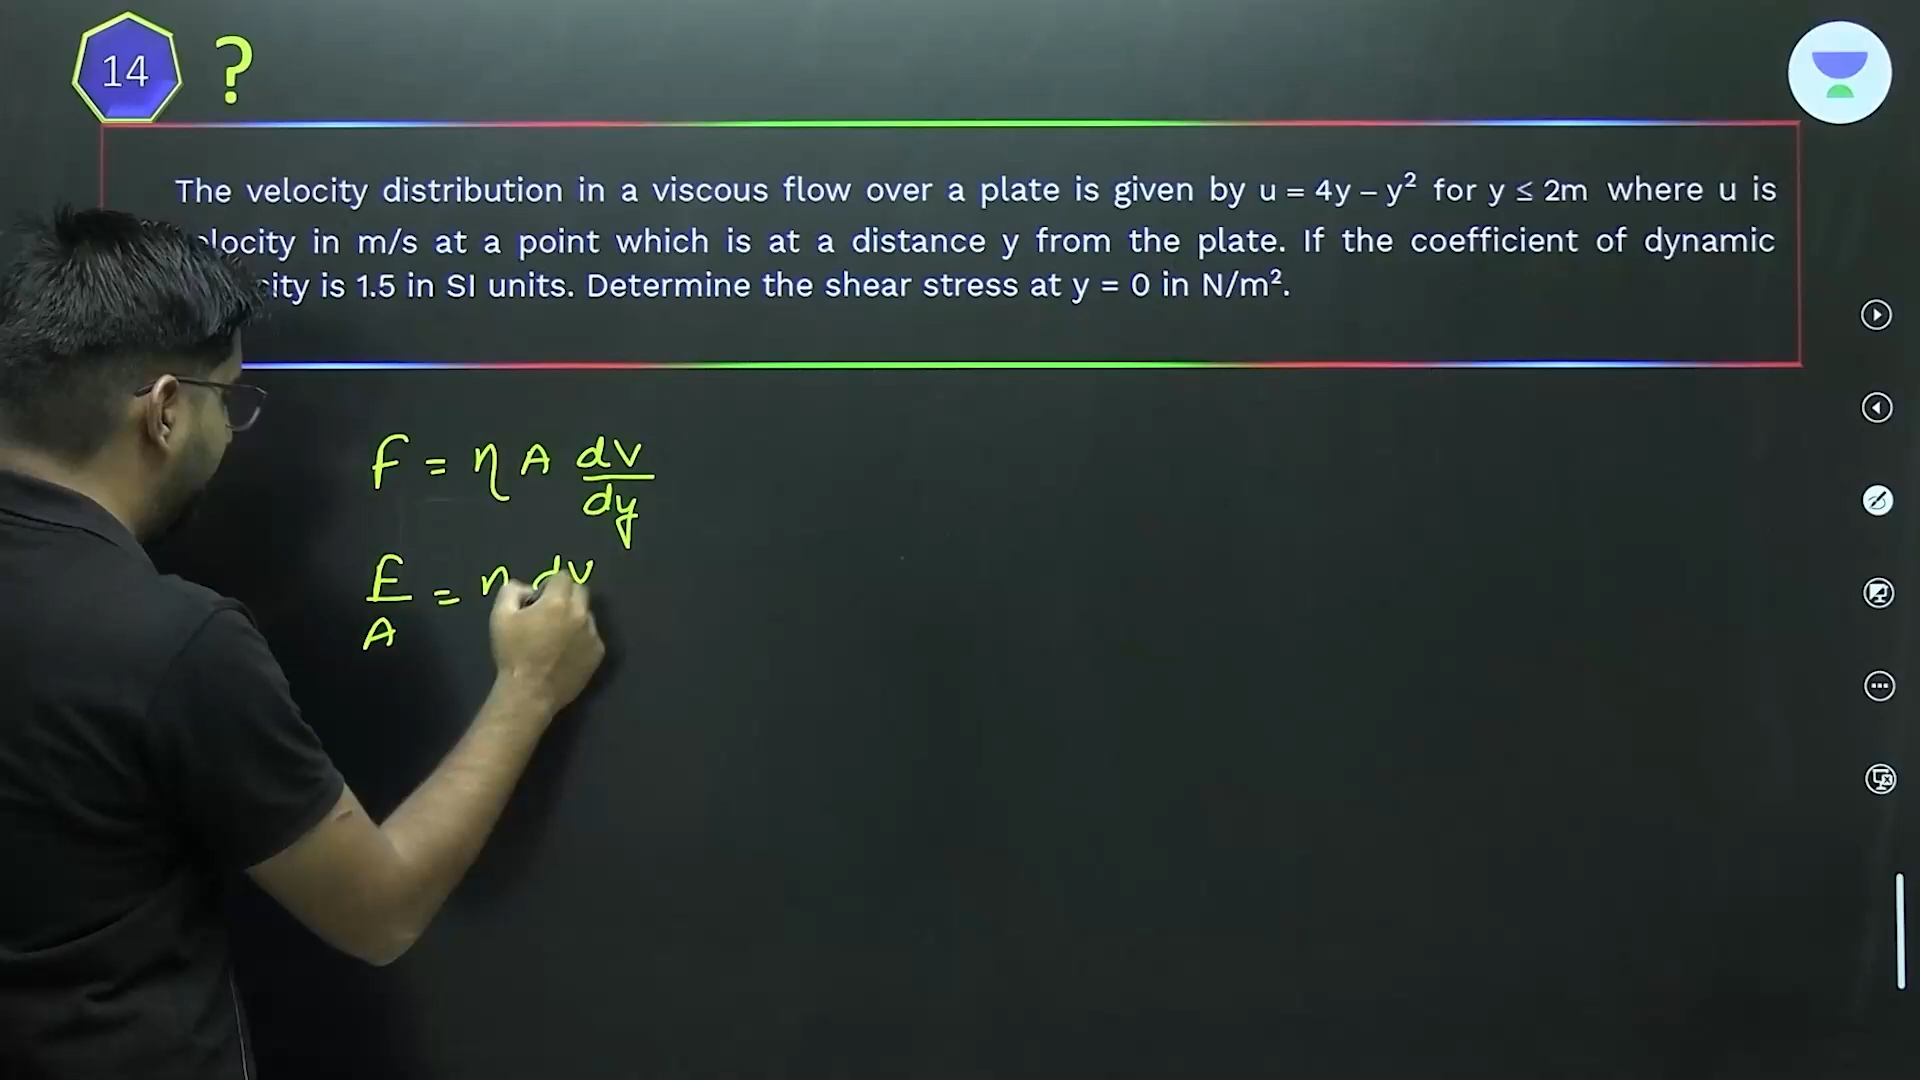 14 ?
The velocity distribution in a viscous flow over a plate is given by u = 4y – y² for y ≤ 2m where u is
locity in m/s at a point which is at a distance y from the plate. If the coefficient of dynamic
sity is 1.5 in SI units. Determine the shear stress at y = 0 in N/m².
F = η A dv/dy
F/A = η dv